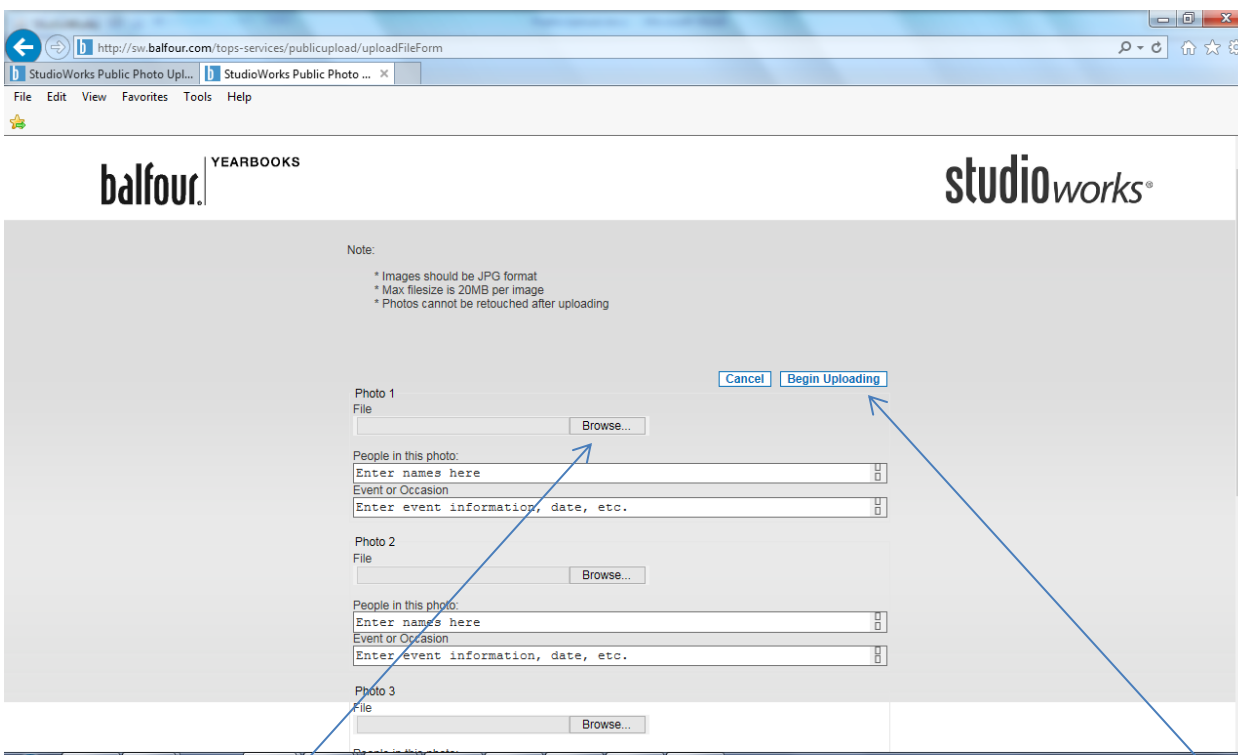 http://sw.balfour.com/tops-services/publicupload/uploadFileForm
StudioWorks Public Photo Upl...
StudioWorks Public Photo ...
File Edit View Favorites Tools Help
balfour. YEARBOOKS
studioworks®
Note:
* Images should be JPG format
* Max filesize is 20MB per image
* Photos cannot be retouched after uploading
Cancel Begin Uploading
Photo 1
File
Browse...
People in this photo:
Enter names here
Event or Occasion
Enter event information, date, etc.
Photo 2
File
Browse...
People in this photo:
Enter names here
Event or Occasion
Enter event information, date, etc.
Photo 3
File
Browse...
People in this photo: